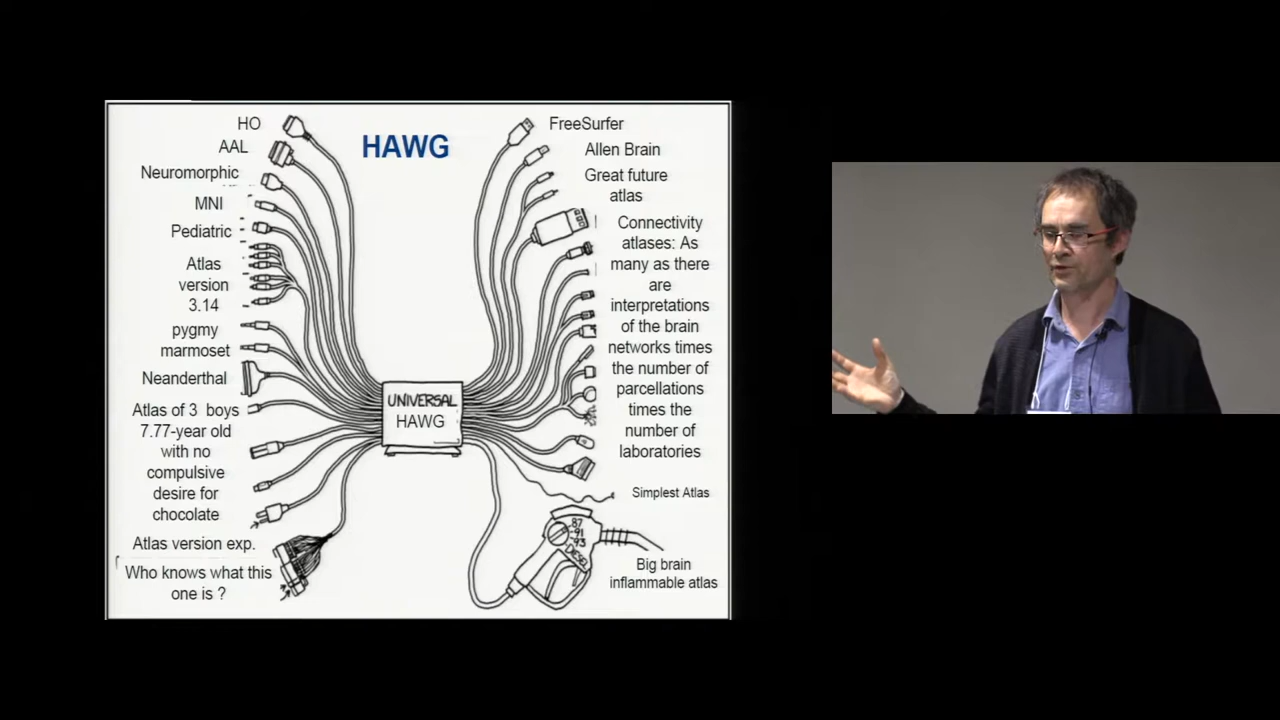 HAWG
HO
AAL
Neuromorphic
MNI
Pediatric
Atlas
version
3.14
pygmy
marmoset
Neanderthal
Atlas of 3 boys
7.77-year old
with no
compulsive
desire for
chocolate
Atlas version exp.
Who knows what this
one is ?
UNIVERSAL
HAWG
FreeSurfer
Allen Brain
Great future
atlas
Connectivity
atlases: As
many as there
are
interpretations
of the brain
networks times
the number of
parcellations
times the
number of
laboratories
Simplest Atlas
87
91
93
DIESEL
Big brain
inflammable atlas